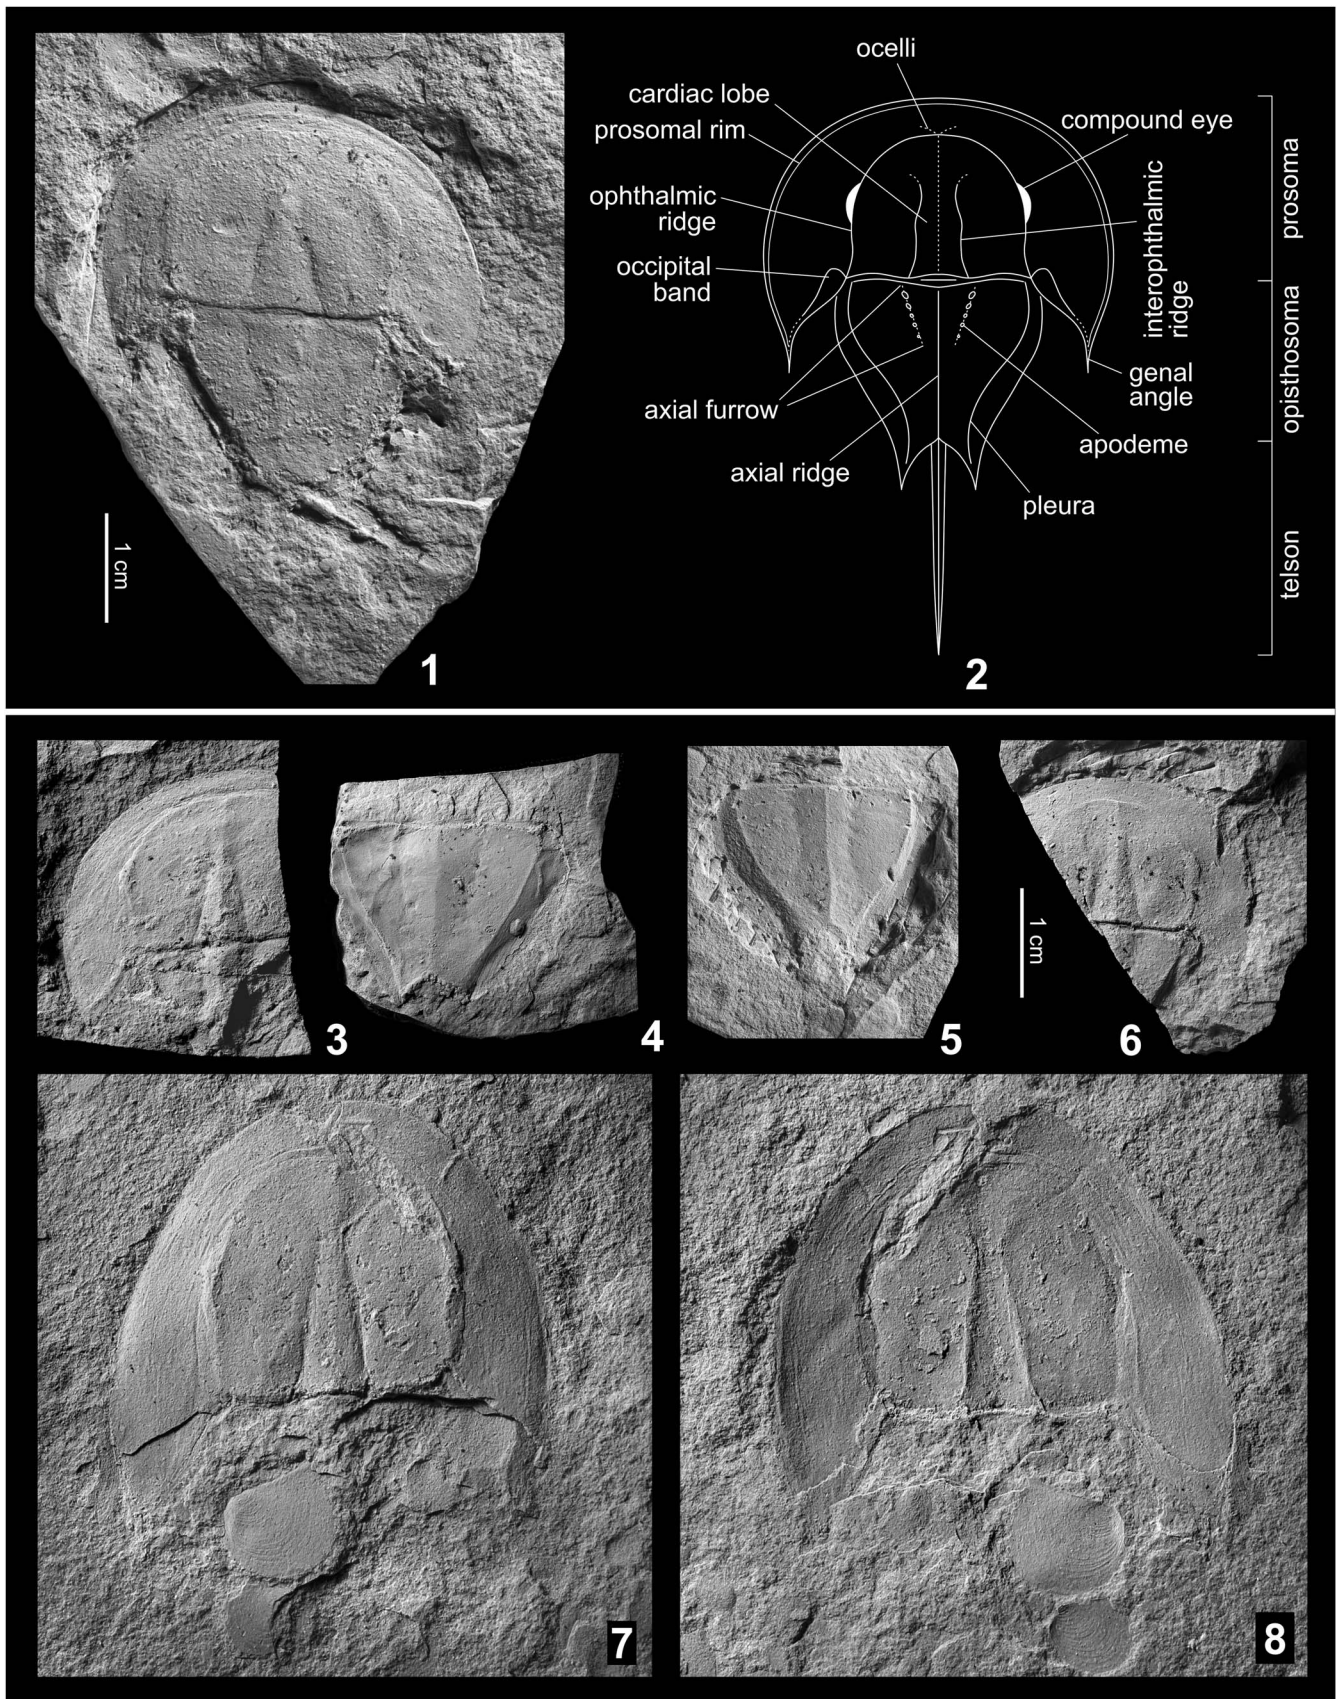 ocelli
cardiac lobe
prosomal rim
compound eye
ophthalmic
ridge
occipital
band
interophthalmic
ridge
genal
angle
axial furrow
apodeme
axial ridge
pleura
prosoma
opisthosoma
telson
1 cm
1
2
3
4
5
1 cm
6
7
8